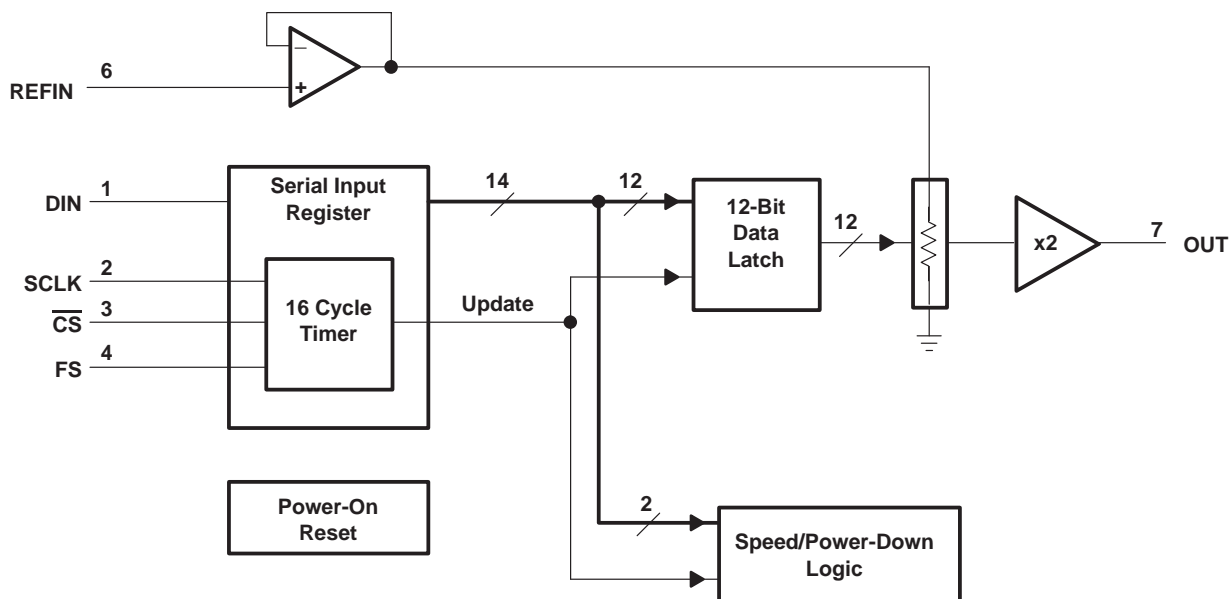 6
REFIN
−
+
DIN
1
Serial Input
Register
14
12
12-Bit
Data
Latch
12
x2
7
OUT
SCLK
2
C̅S̅
3
FS
4
16 Cycle
Timer
Update
Power-On
Reset
2
Speed/Power-Down
Logic